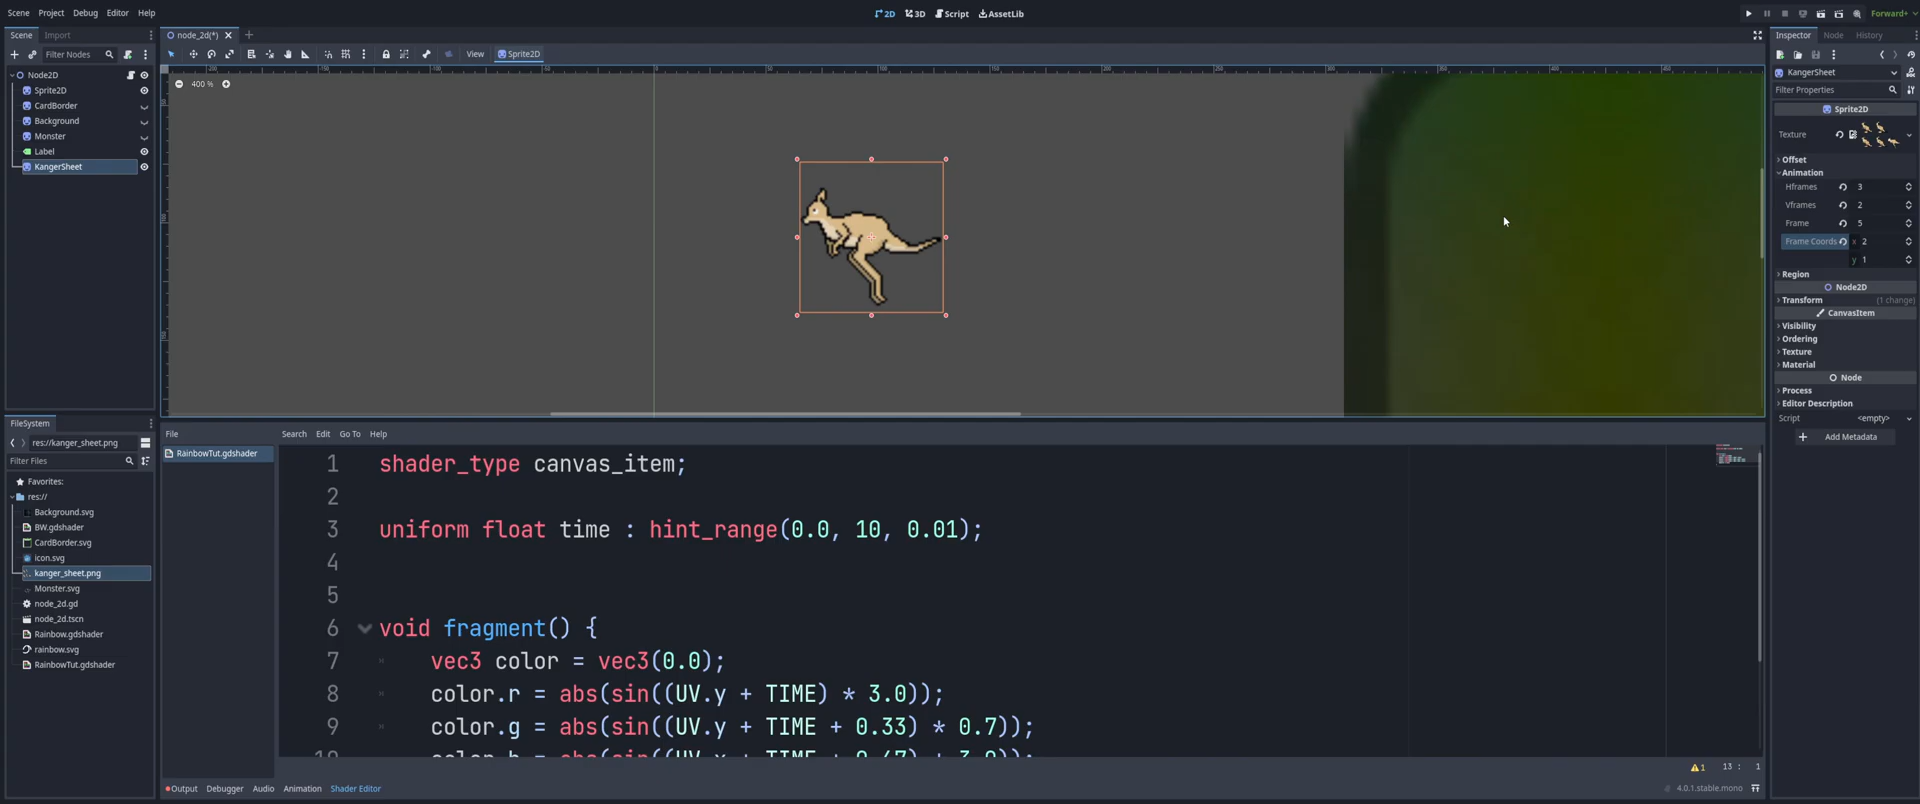 Scene Project Debug Editor Help
2D 3D Script AssetLib
Forward+
Scene Import
node_2d(*)
Inspector Node History
Filter Nodes
View Sprite2D
Node2D
Sprite2D
CardBorder
Background
Monster
Label
KangerSheet
400 %
KangerSheet
Filter Properties
Sprite2D
Texture
Offset
Animation
Hframes 3
Vframes 2
Frame 5
Frame Coords x 2
y 1
Region
Node2D
Transform (1 change)
CanvasItem
Visibility
Ordering
Texture
Material
Node
Process
Editor Description
Script <empty>
Add Metadata
FileSystem
res://kanger_sheet.png
Filter Files
Favorites:
res://
Background.svg
BW.gdshader
CardBorder.svg
icon.svg
kanger_sheet.png
Monster.svg
node_2d.gd
node_2d.tscn
Rainbow.gdshader
rainbow.svg
RainbowTut.gdshader
File
Search Edit Go To Help
RainbowTut.gdshader
1 shader_type canvas_item;
2
3 uniform float time : hint_range(0.0, 10, 0.01);
4
5
6 void fragment() {
7 vec3 color = vec3(0.0);
8 color.r = abs(sin((UV.y + TIME) * 3.0));
9 color.g = abs(sin((UV.y + TIME + 0.33) * 0.7));
1 13 : 1
Output Debugger Audio Animation Shader Editor
4.0.1.stable.mono